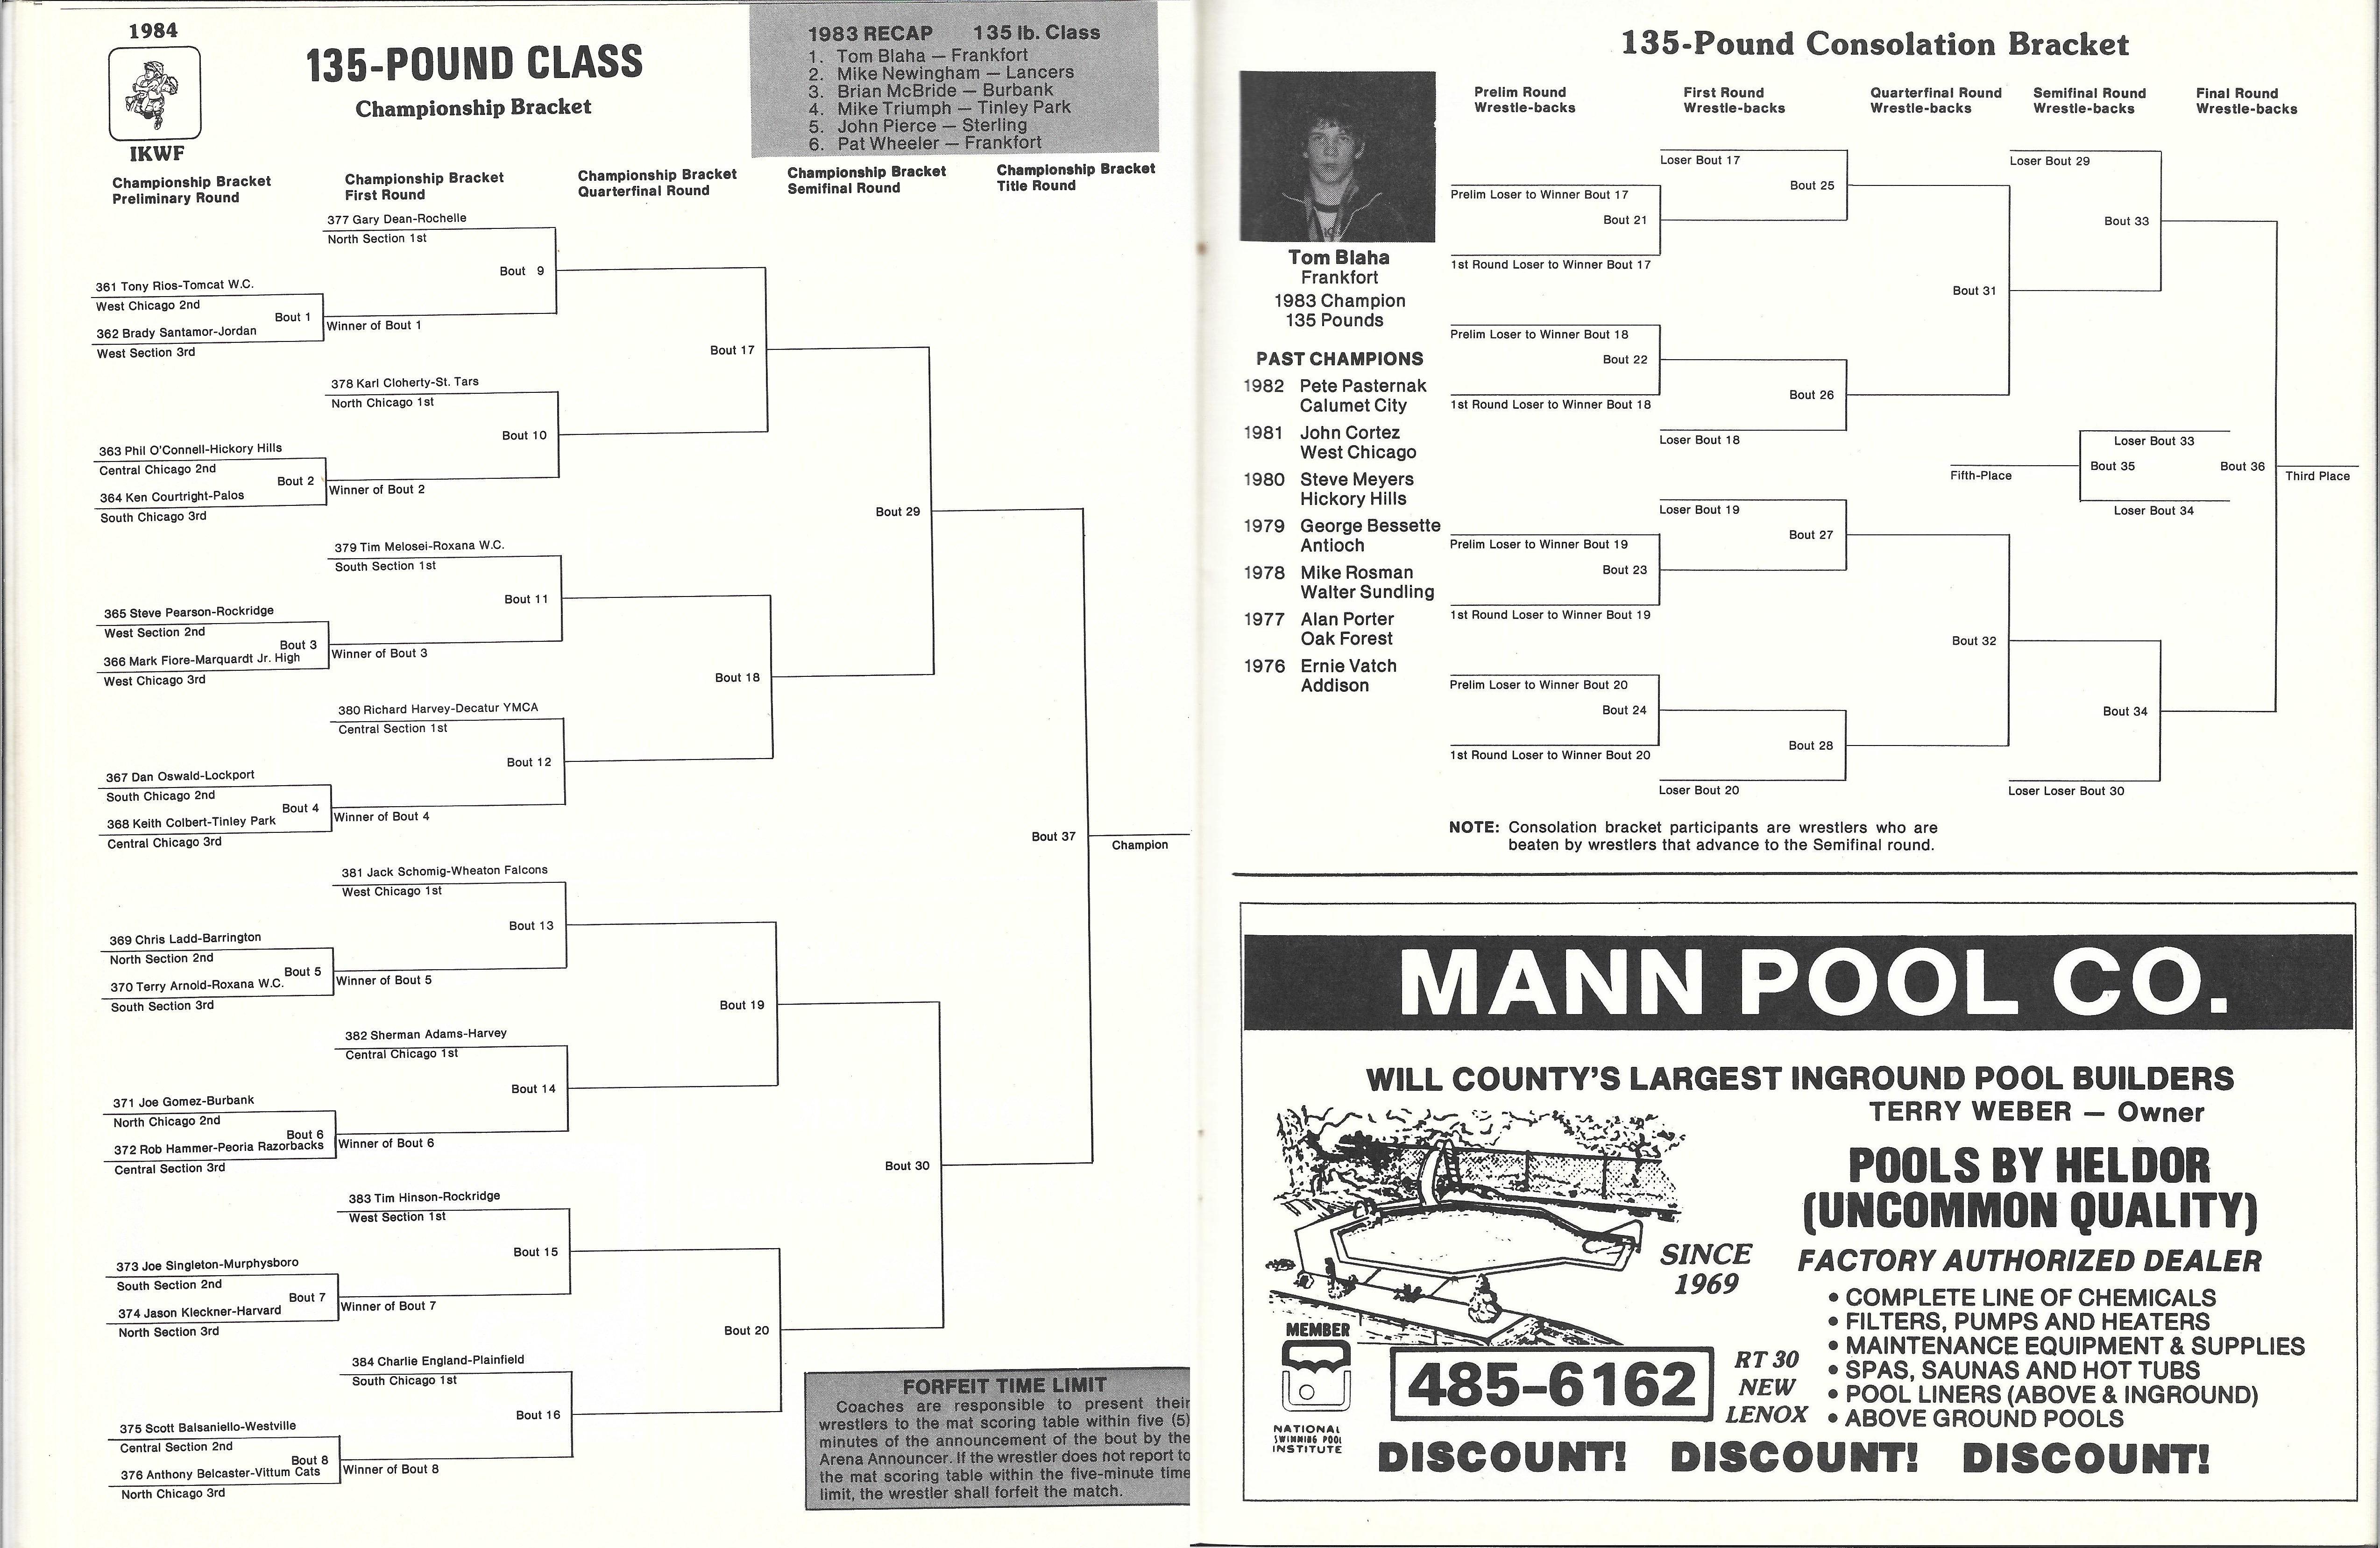 1984
IKWF
135-POUND CLASS
Championship Bracket
1983 RECAP 135 lb. Class
1. Tom Blaha — Frankfort
2. Mike Newingham — Lancers
3. Brian McBride — Burbank
4. Mike Triumph — Tinley Park
5. John Pierce — Sterling
6. Pat Wheeler — Frankfort
Championship Bracket
Preliminary Round
Championship Bracket
First Round
Championship Bracket
Quarterfinal Round
Championship Bracket
Semifinal Round
Championship Bracket
Title Round
377 Gary Dean-Rochelle
North Section 1st
Bout 9
361 Tony Rios-Tomcat W.C.
West Chicago 2nd
Bout 1
362 Brady Santamor-Jordan
West Section 3rd
Winner of Bout 1
Bout 17
378 Karl Cloherty-St. Tars
North Chicago 1st
Bout 10
363 Phil O'Connell-Hickory Hills
Central Chicago 2nd
Bout 2
364 Ken Courtright-Palos
South Chicago 3rd
Winner of Bout 2
Bout 29
379 Tim Melosei-Roxana W.C.
South Section 1st
Bout 11
365 Steve Pearson-Rockridge
West Section 2nd
Bout 3
366 Mark Fiore-Marquardt Jr. High
West Chicago 3rd
Winner of Bout 3
Bout 18
380 Richard Harvey-Decatur YMCA
Central Section 1st
Bout 12
367 Dan Oswald-Lockport
South Chicago 2nd
Bout 4
368 Keith Colbert-Tinley Park
Central Chicago 3rd
Winner of Bout 4
Bout 37
Champion
381 Jack Schomig-Wheaton Falcons
West Chicago 1st
Bout 13
369 Chris Ladd-Barrington
North Section 2nd
Bout 5
370 Terry Arnold-Roxana W.C.
South Section 3rd
Winner of Bout 5
Bout 19
382 Sherman Adams-Harvey
Central Chicago 1st
Bout 14
371 Joe Gomez-Burbank
North Chicago 2nd
Bout 6
372 Rob Hammer-Peoria Razorbacks
Central Section 3rd
Winner of Bout 6
Bout 30
383 Tim Hinson-Rockridge
West Section 1st
Bout 15
373 Joe Singleton-Murphysboro
South Section 2nd
Bout 7
374 Jason Kleckner-Harvard
North Section 3rd
Winner of Bout 7
Bout 20
384 Charlie England-Plainfield
South Chicago 1st
Bout 16
375 Scott Balsaniello-Westville
Central Section 2nd
Bout 8
376 Anthony Belcaster-Vittum Cats
North Chicago 3rd
Winner of Bout 8
FORFEIT TIME LIMIT
Coaches are responsible to present their
wrestlers to the mat scoring table within five (5)
minutes of the announcement of the bout by the
Arena Announcer. If the wrestler does not report to
the mat scoring table within the five-minute time
limit, the wrestler shall forfeit the match.
135-Pound Consolation Bracket
Tom Blaha
Frankfort
1983 Champion
135 Pounds
PAST CHAMPIONS
1982 Pete Pasternak
Calumet City
1981 John Cortez
West Chicago
1980 Steve Meyers
Hickory Hills
1979 George Bessette
Antioch
1978 Mike Rosman
Walter Sundling
1977 Alan Porter
Oak Forest
1976 Ernie Vatch
Addison
Prelim Round
Wrestle-backs
First Round
Wrestle-backs
Quarterfinal Round
Wrestle-backs
Semifinal Round
Wrestle-backs
Final Round
Wrestle-backs
Loser Bout 17
Bout 25
Prelim Loser to Winner Bout 17
Bout 21
1st Round Loser to Winner Bout 17
Loser Bout 29
Bout 33
Bout 31
Prelim Loser to Winner Bout 18
Bout 22
1st Round Loser to Winner Bout 18
Bout 26
Loser Bout 18
Loser Bout 33
Fifth-Place
Bout 35
Bout 36
Third Place
Loser Bout 34
Loser Bout 19
Bout 27
Prelim Loser to Winner Bout 19
Bout 23
1st Round Loser to Winner Bout 19
Bout 32
Prelim Loser to Winner Bout 20
Bout 24
1st Round Loser to Winner Bout 20
Bout 28
Loser Bout 20
Bout 34
Loser Loser Bout 30
NOTE: Consolation bracket participants are wrestlers who are
beaten by wrestlers that advance to the Semifinal round.
MANN POOL CO.
WILL COUNTY'S LARGEST INGROUND POOL BUILDERS
TERRY WEBER — Owner
POOLS BY HELDOR
(UNCOMMON QUALITY)
SINCE
1969
FACTORY AUTHORIZED DEALER
• COMPLETE LINE OF CHEMICALS
• FILTERS, PUMPS AND HEATERS
• MAINTENANCE EQUIPMENT & SUPPLIES
• SPAS, SAUNAS AND HOT TUBS
• POOL LINERS (ABOVE & INGROUND)
• ABOVE GROUND POOLS
MEMBER
NATIONAL
SWIMMING POOL
INSTITUTE
485-6162
RT 30
NEW
LENOX
DISCOUNT! DISCOUNT! DISCOUNT!